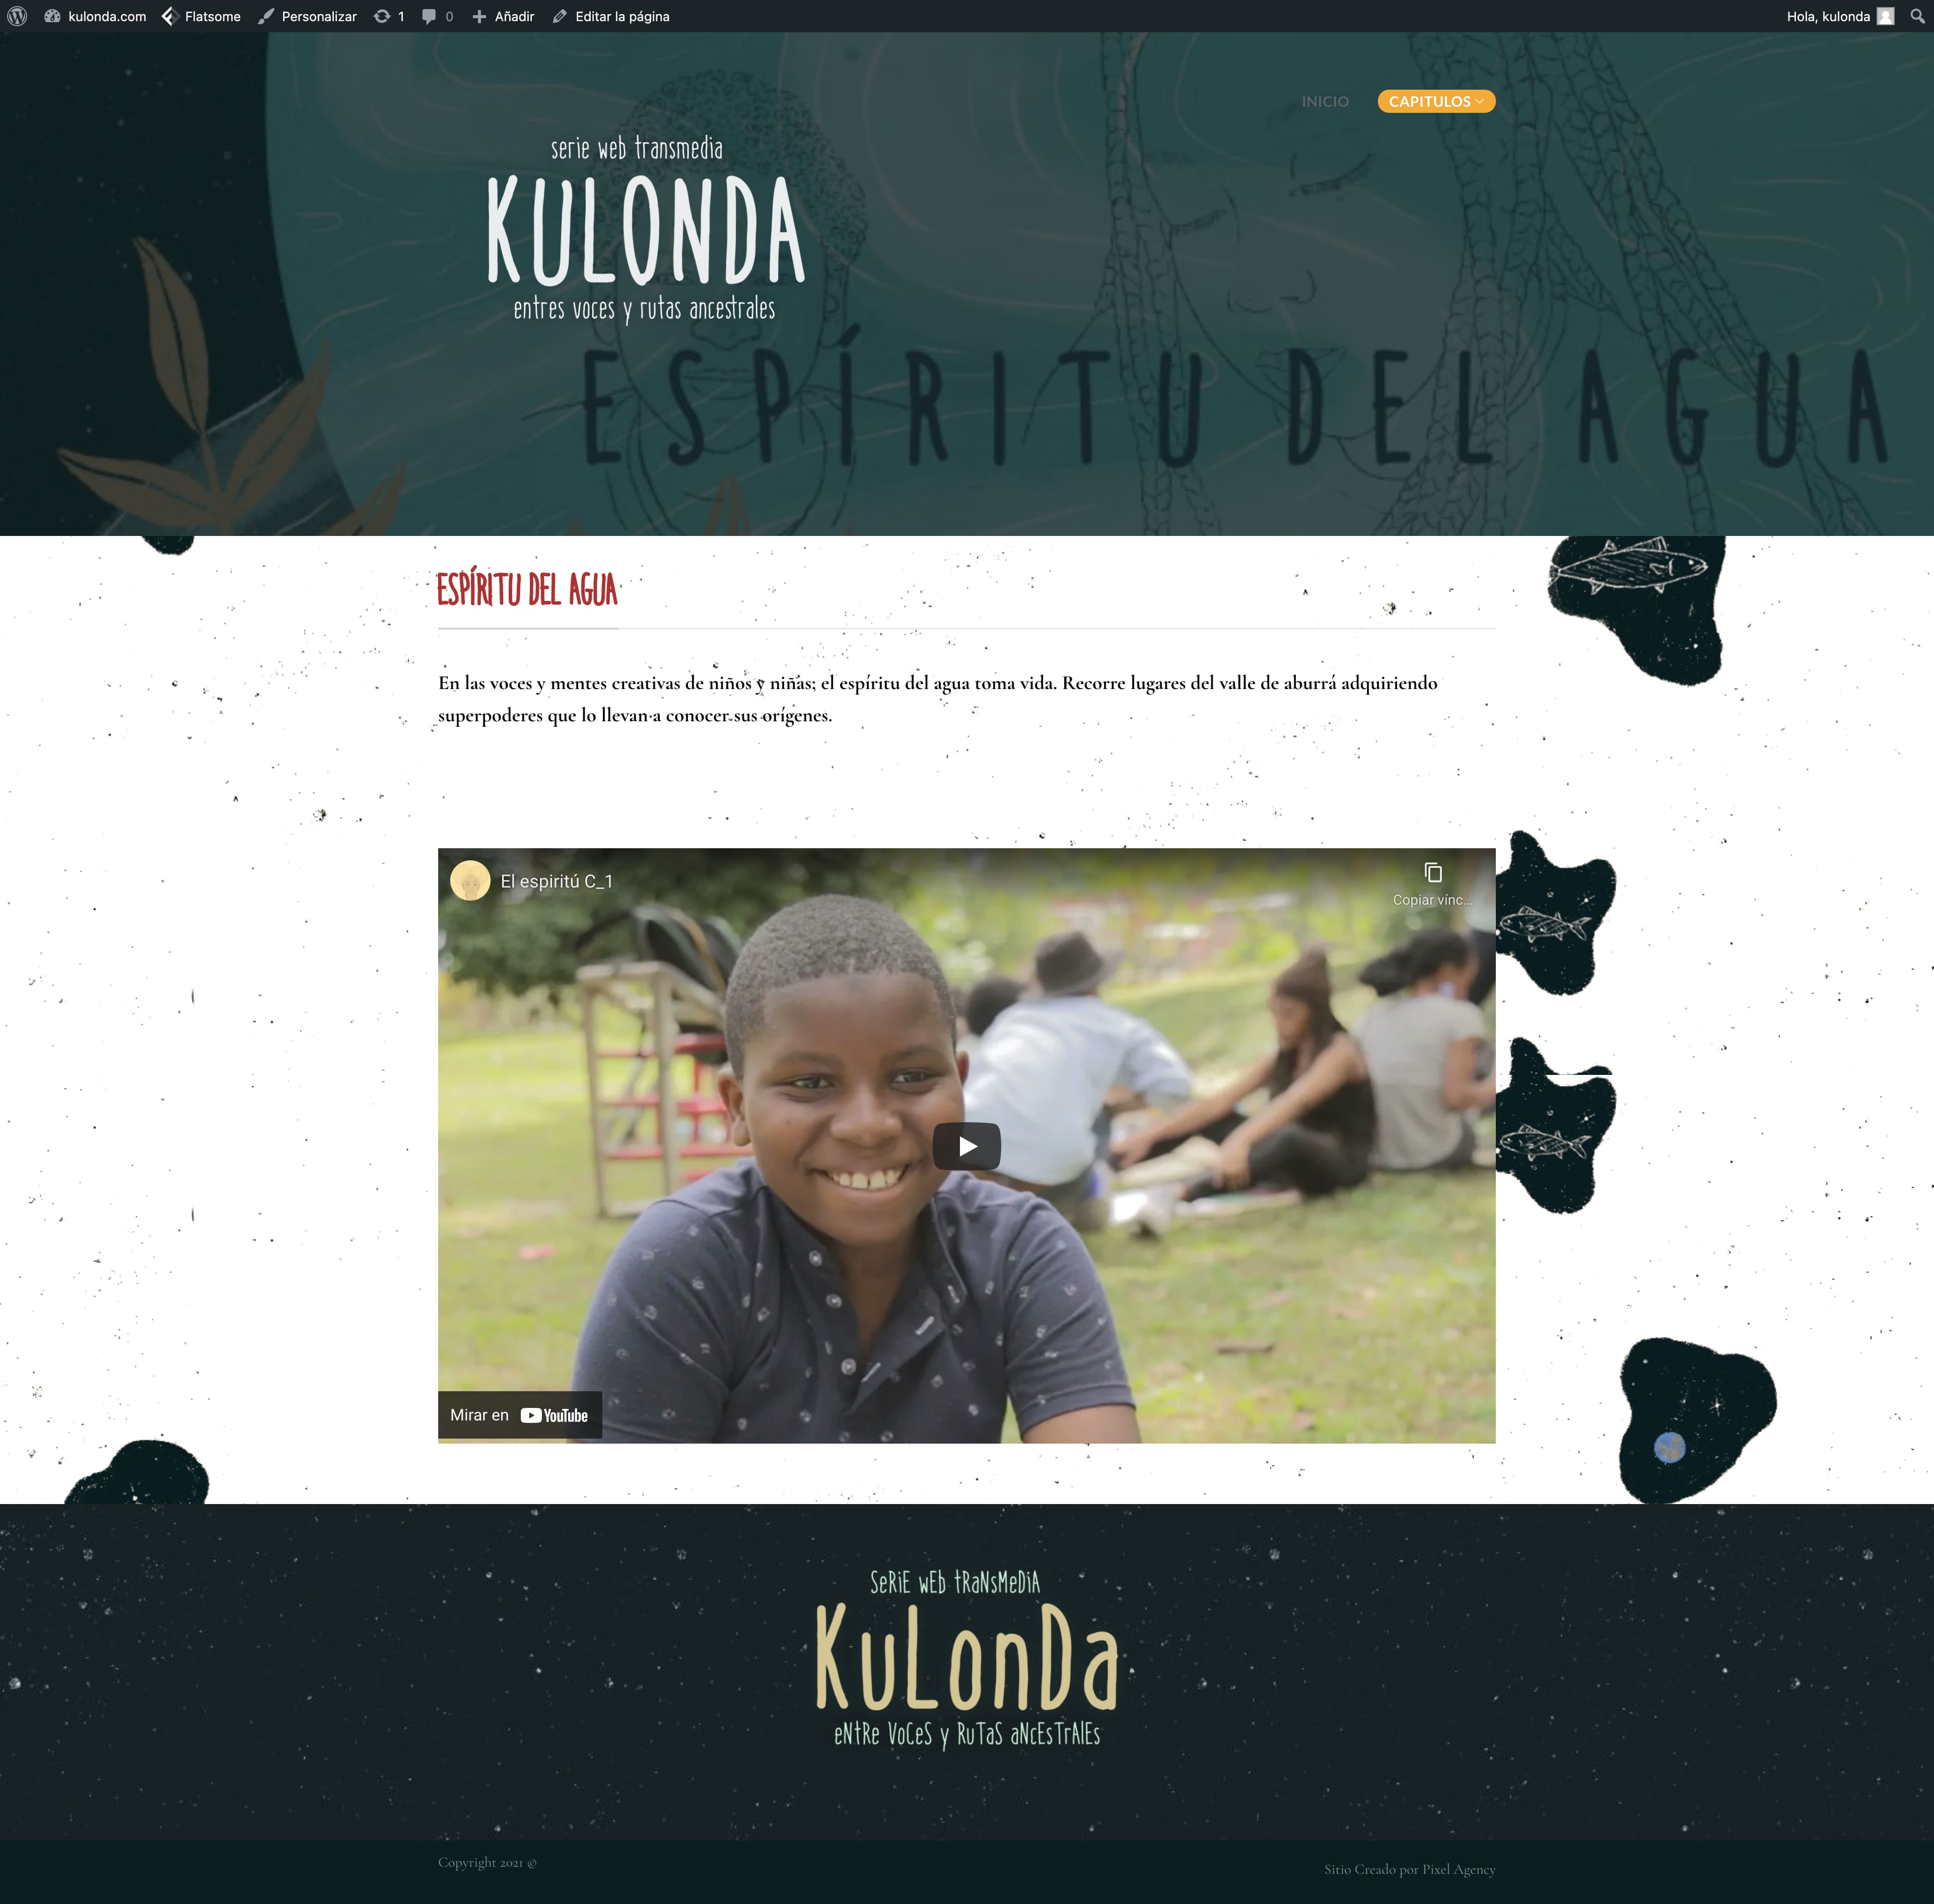 kulonda.com Flatsome Personalizar 1 0 Añadir Editar la página Hola, kulonda
INICIO CAPITULOS
serie web transmedia
KULONDA
entres voces y rutas ancestrales
ESPÍRITU DEL AGUA
ESPÍRITU DEL AGUA
En las voces y mentes creativas de niños y niñas; el espíritu del agua toma vida. Recorre lugares del valle de aburrá adquiriendo
superpoderes que lo llevan a conocer sus orígenes.
El espiritú C_1
Copiar vínc...
Mirar en YouTube
SeRiE wEb tRaNsMeDiA
KuLonDa
eNtRe VoCeS y RuTaS aNcEsTrAlEs
Copyright 2021 ©
Sitio Creado por Pixel Agency